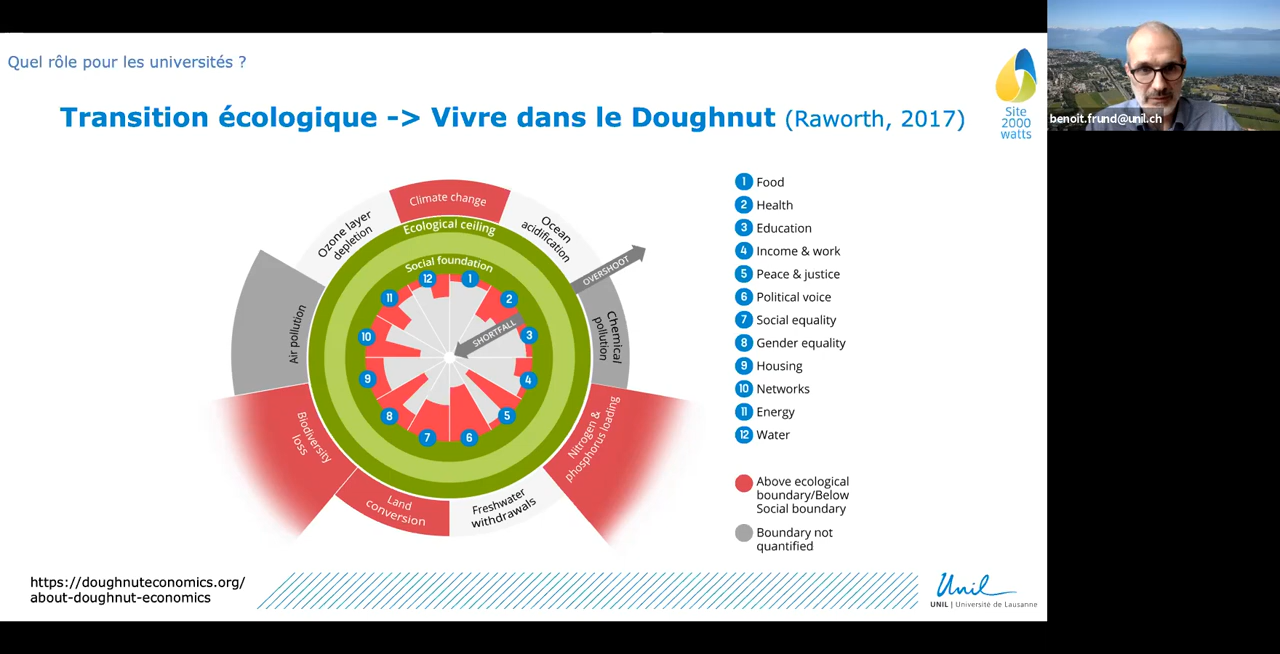 Quel rôle pour les universités ?
Transition écologique -> Vivre dans le Doughnut (Raworth, 2017)
Site
2000
watts
benoit.frund@unil.ch
Climate change
Ozone layer
depletion
Ocean
acidification
Ecological ceiling
Social foundation
OVERSHOOT
SHORTFALL
Air pollution
Chemical
pollution
Biodiversity
loss
Nitrogen &
phosphorus loading
Land
conversion
Freshwater
withdrawals
12
1
11
2
10
3
9
4
8
5
7
6
1 Food
2 Health
3 Education
4 Income & work
5 Peace & justice
6 Political voice
7 Social equality
8 Gender equality
9 Housing
10 Networks
11 Energy
12 Water
Above ecological
boundary/Below
Social boundary
Boundary not
quantified
https://doughnuteconomics.org/
about-doughnut-economics
Unil
UNIL | Université de Lausanne